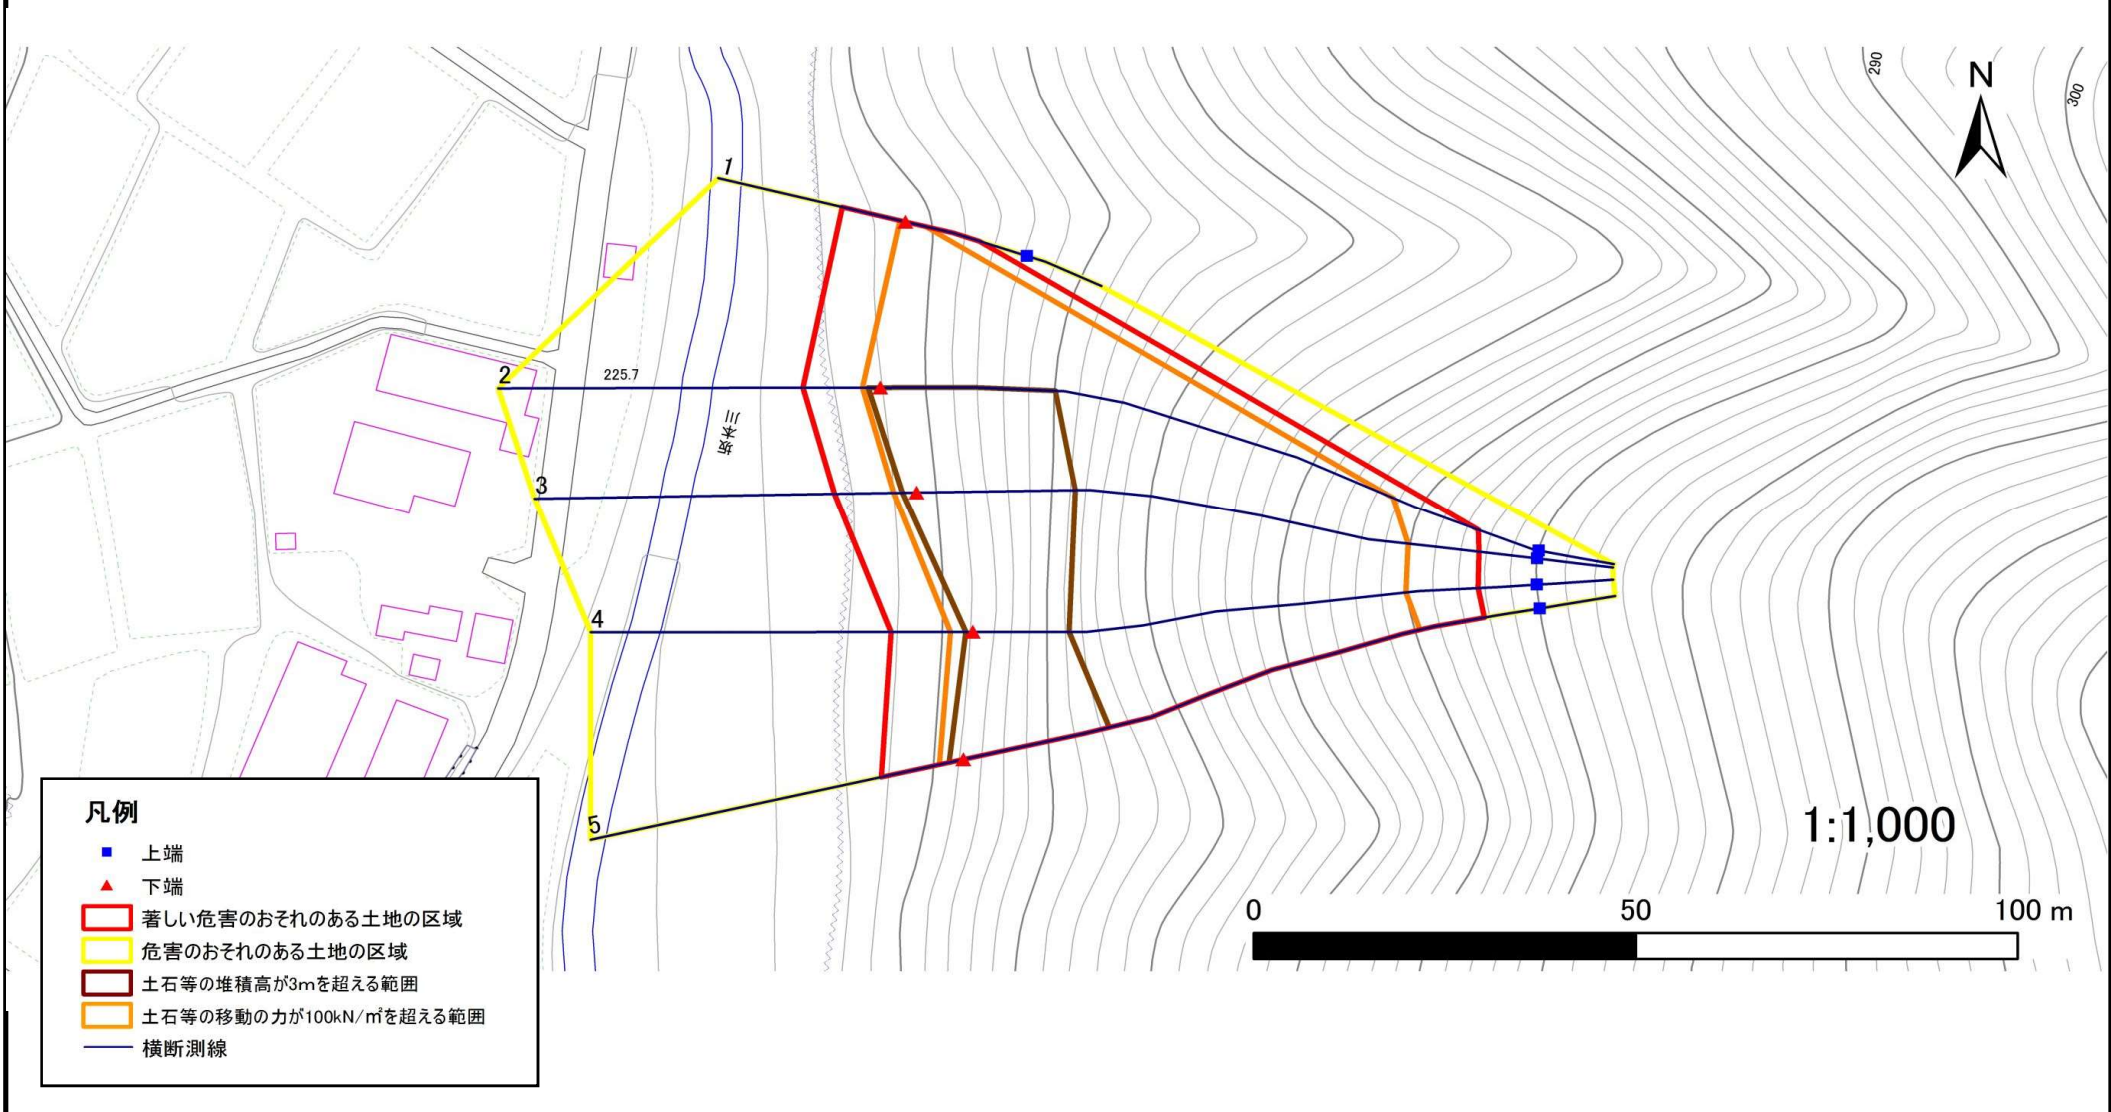 290
300
N
1
2
225.7
坂本川
3
4
5
凡例
上端
下端
著しい危害のおそれのある土地の区域
危害のおそれのある土地の区域
土石等の堆積高が3mを超える範囲
土石等の移動の力が100kN/㎡を超える範囲
横断測線
1:1,000
0 50 100 m